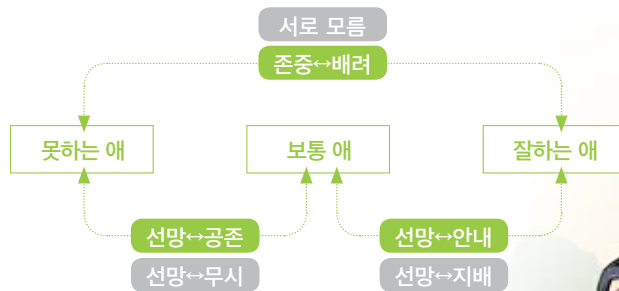 서로 모름
존중↔배려
못하는 애
보통 애
잘하는 애
선망↔공존
선망↔안내
선망↔무시
선망↔지배